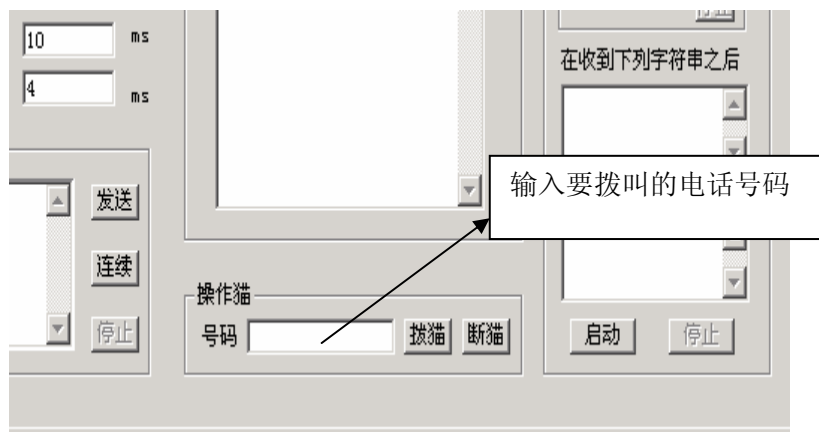 10 ms
4 ms
发送
连续
停止
操作猫
号码
拨猫 断猫
停止
在收到下列字符串之后
输入要拨叫的电话号码
启动 停止